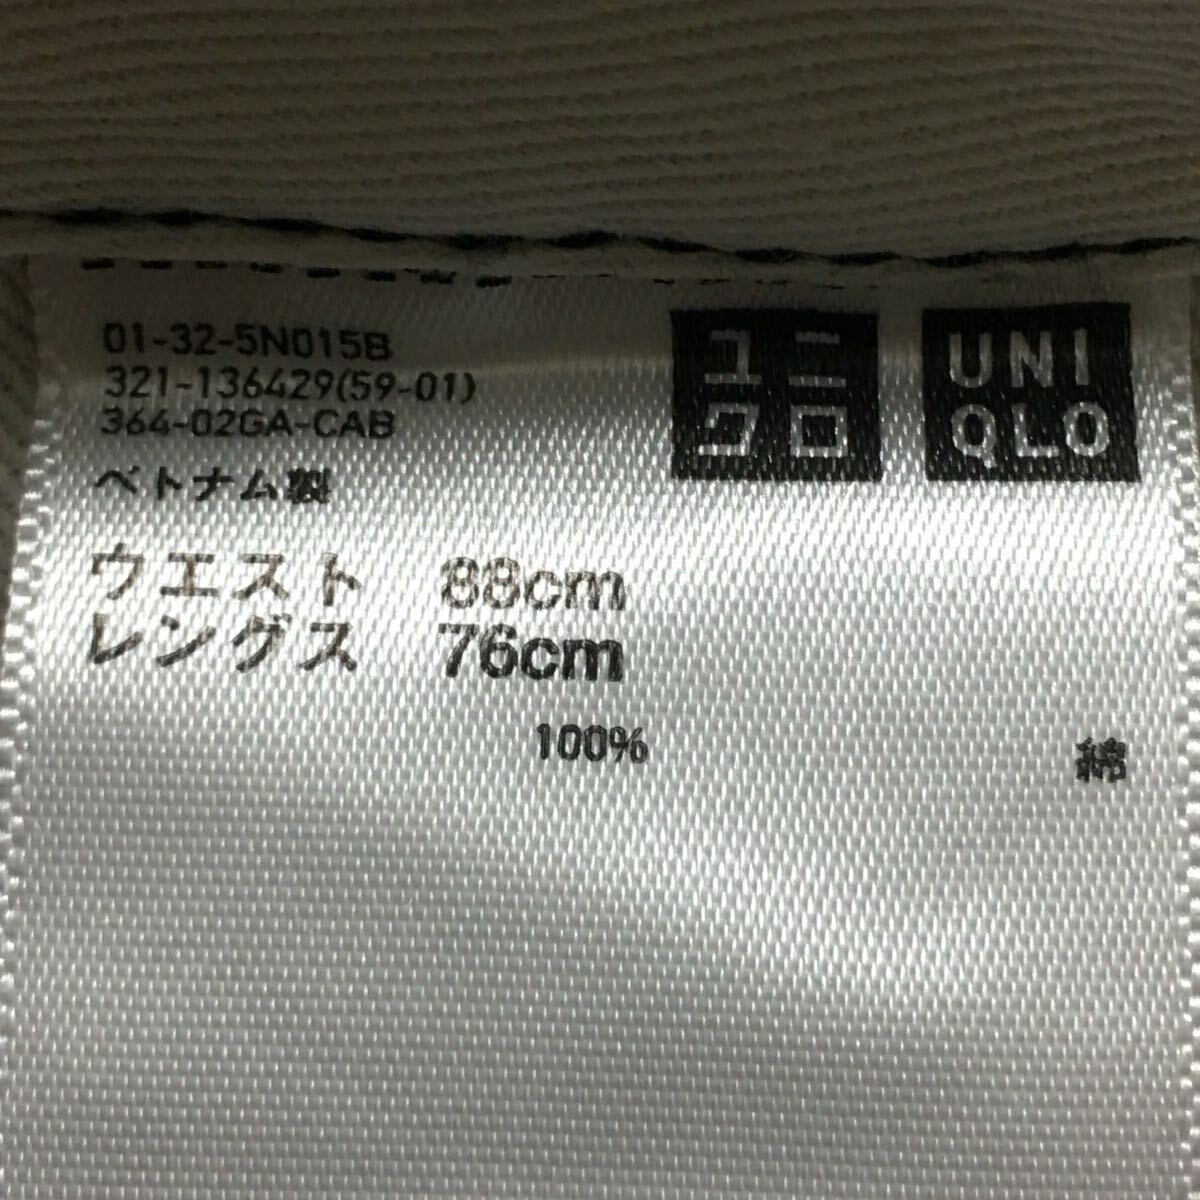 01-32-5N015B
321-136429(59-01)
364-02GA-CAB
ベトナム製
ユニ
クロ
UNI
QLO
ウエスト 88cm
レングス 76cm
100% 綿